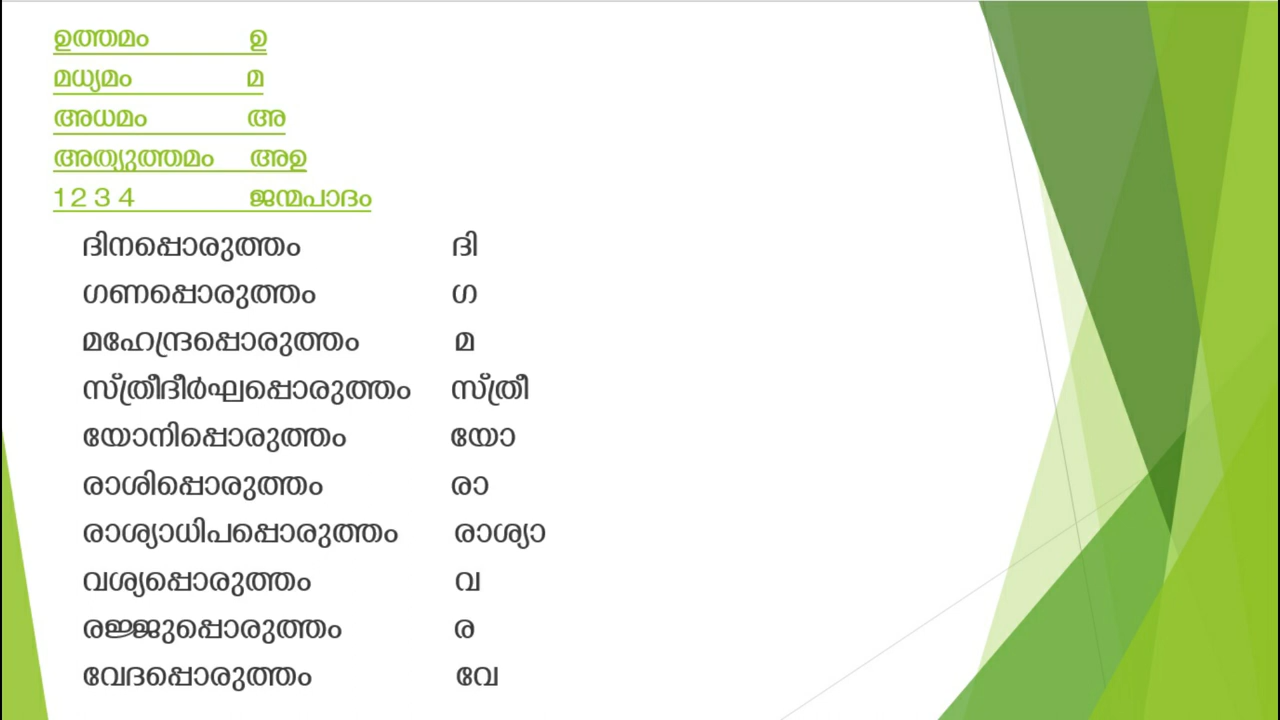 ഉത്തമം ഉ
മധ്യമം മ
അധമം അ
അത്യുത്തമം അഉ
1 2 3 4 ജന്മപാദം
ദിനപ്പൊരുത്തം ദി
ഗണപ്പൊരുത്തം ഗ
മഹേന്ദ്രപ്പൊരുത്തം മ
സ്ത്രീദീർഘപ്പൊരുത്തം സ്ത്രീ
യോനിപ്പൊരുത്തം യോ
രാശിപ്പൊരുത്തം രാ
രാശ്യാധിപപ്പൊരുത്തം രാശ്യാ
വശ്യപ്പൊരുത്തം വ
രജ്ജുപ്പൊരുത്തം ര
വേദപ്പൊരുത്തം വേ